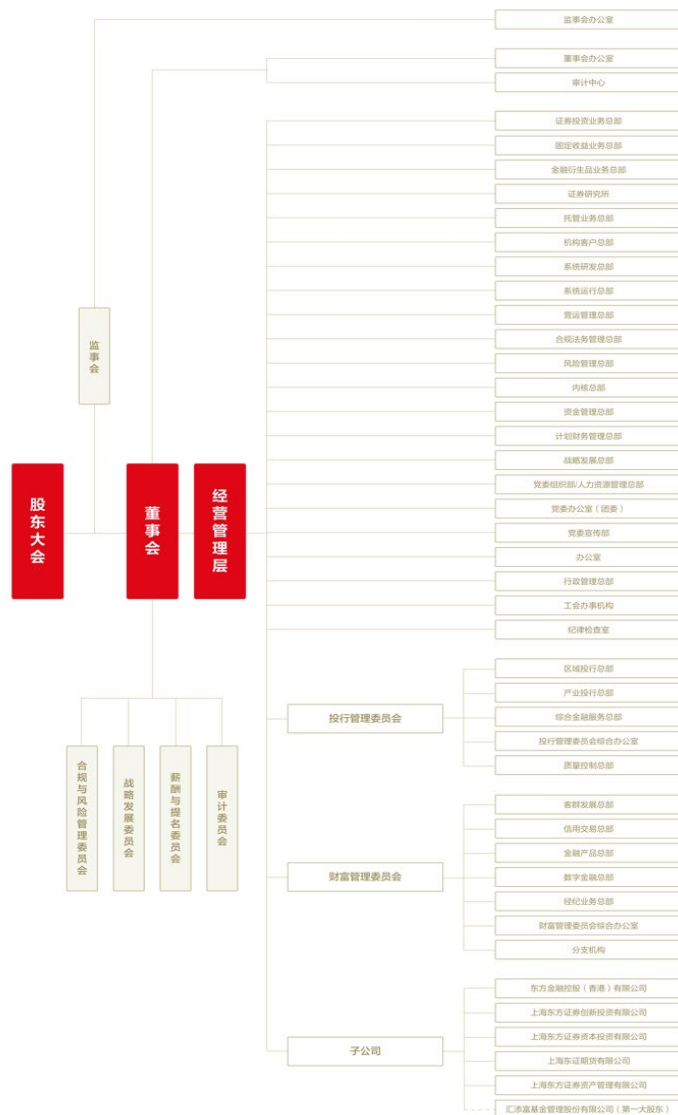 监事会办公室
董事会办公室
审计中心
证券投资业务总部
固定收益业务总部
金融衍生品业务总部
证券研究所
托管业务总部
机构客户总部
系统研发总部
系统运行总部
营运管理总部
合规法务管理总部
风险管理总部
内核总部
资金管理总部
计划财务管理总部
战略发展总部
党委组织部/人力资源管理总部
党委办公室（团委）
党委宣传部
办公室
行政管理总部
工会办事机构
纪律检查室
监事会
股东大会
董事会
经营管理层
合规与风险管理委员会
战略发展委员会
薪酬与提名委员会
审计委员会
投行管理委员会
区域投行总部
产业投行总部
综合金融服务总部
投行管理委员会综合办公室
质量控制总部
财富管理委员会
客群发展总部
信用交易总部
金融产品总部
数字金融总部
经纪业务总部
财富管理委员会综合办公室
分支机构
子公司
东方金融控股（香港）有限公司
上海东方证券创新投资有限公司
上海东方证券资本投资有限公司
上海东证期货有限公司
上海东方证券资产管理有限公司
汇添富基金管理股份有限公司（第一大股东）